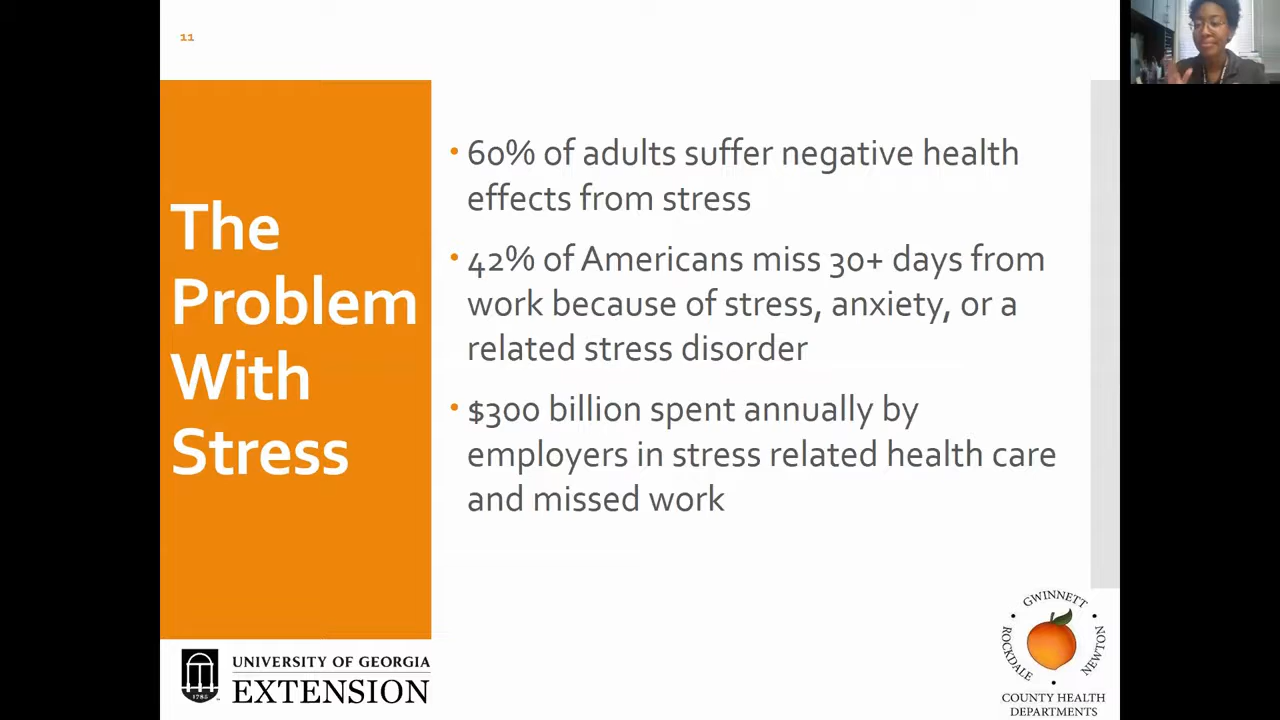 11
The
Problem
With
Stress
• 60% of adults suffer negative health
effects from stress
• 42% of Americans miss 30+ days from
work because of stress, anxiety, or a
related stress disorder
• $300 billion spent annually by
employers in stress related health care
and missed work
1785
UNIVERSITY OF GEORGIA
EXTENSION
GWINNETT
ROCKDALE
NEWTON
COUNTY HEALTH
DEPARTMENTS